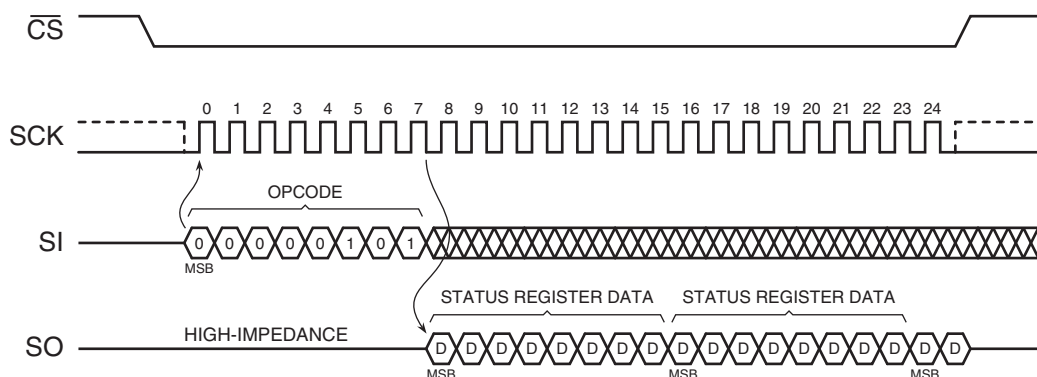 CS
0 1 2 3 4 5 6 7 8 9 10 11 12 13 14 15 16 17 18 19 20 21 22 23 24
SCK
OPCODE
SI 0 0 0 0 0 1 0 1
MSB
STATUS REGISTER DATA STATUS REGISTER DATA
HIGH-IMPEDANCE
SO D D D D D D D D D D D D D D D D D D
MSB MSB MSB